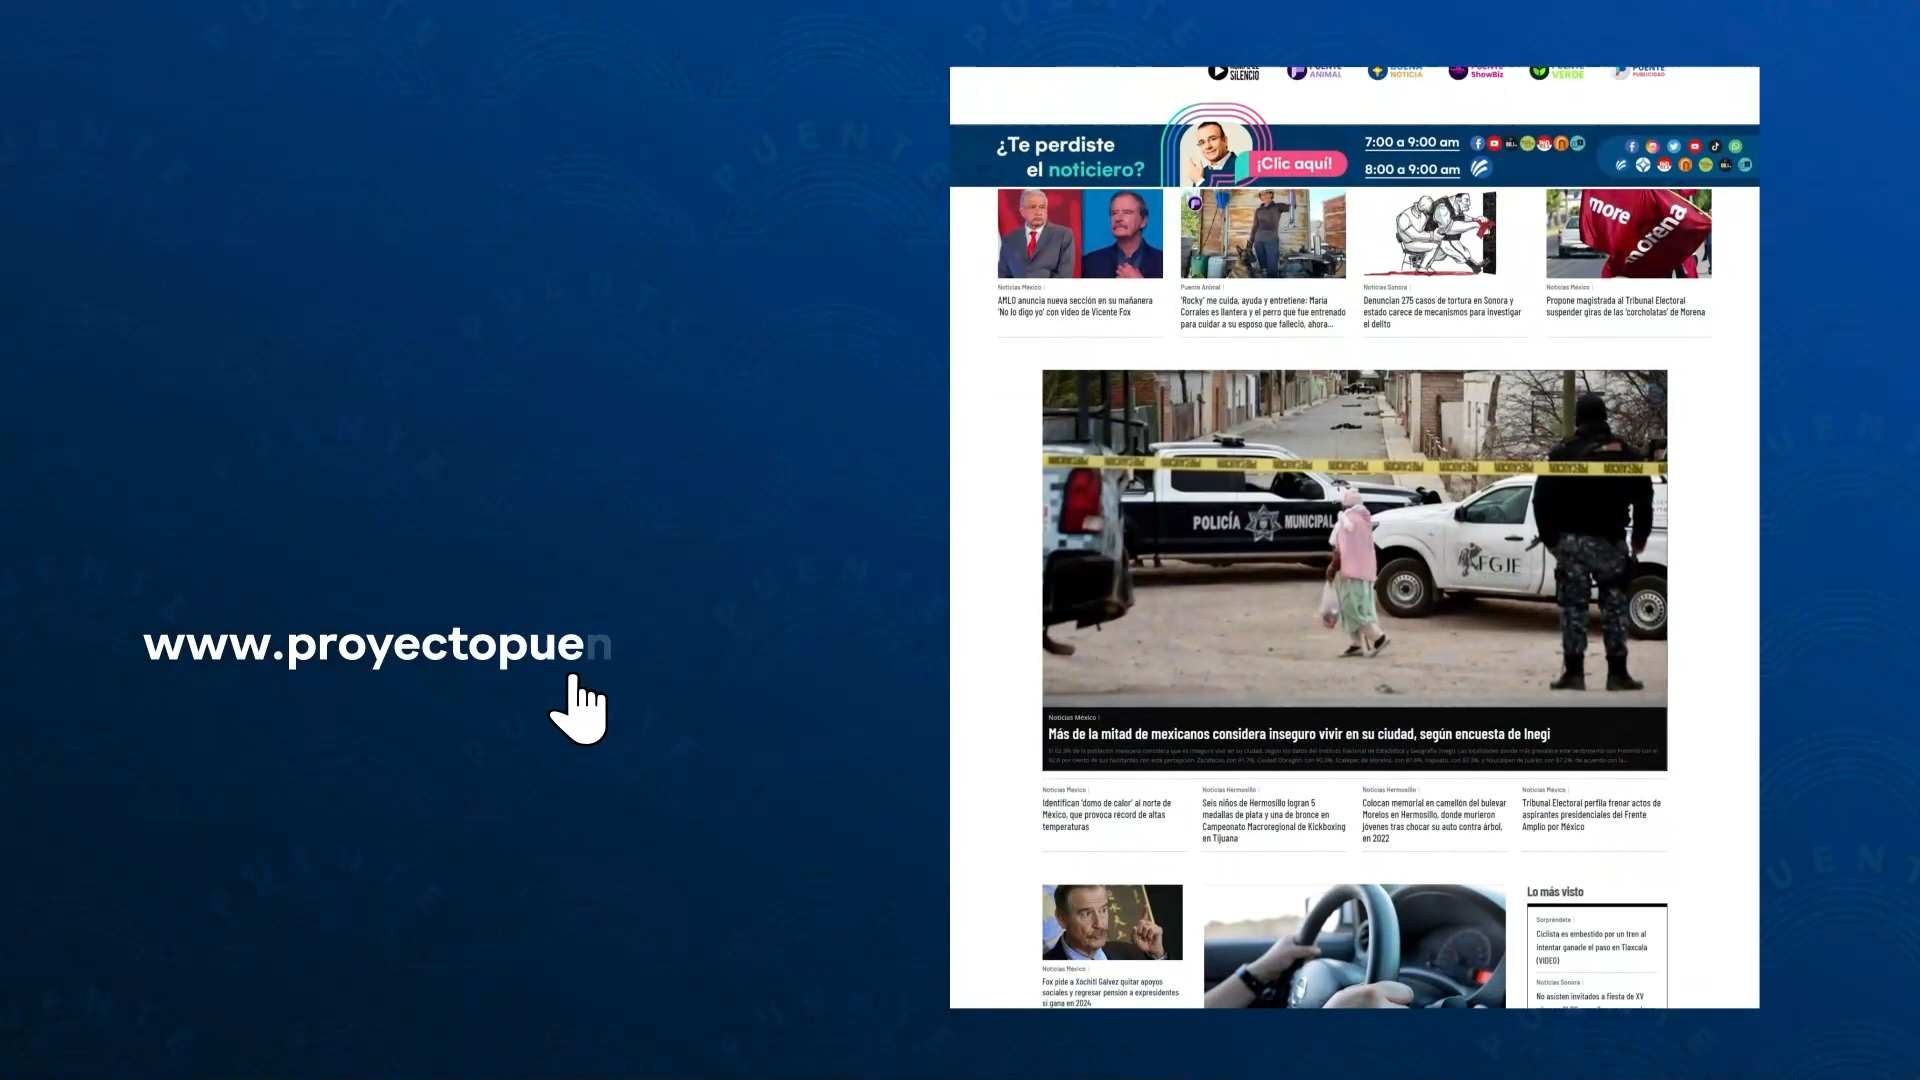 www.proyectopuen
SILENCIO
ANIMAL
NOTICIA
ShowBiz
VERDE
PUBLICIDAD
¿Te perdiste
el noticiero?
¡Clic aquí!
7:00 a 9:00 am
8:00 a 9:00 am
more
morena
Noticias México |
AMLO anuncia nueva sección en su mañanera
'No lo digo yo' con video de Vicente Fox
Puente Animal |
'Rocky' me cuida, ayuda y entretiene: María
Corrales es llantera y el perro que fue entrenado
para cuidar a su esposo que falleció, ahora...
Noticias Sonora |
Denuncian 275 casos de tortura en Sonora y
estado carece de mecanismos para investigar
el delito
Noticias México |
Propone magistrada al Tribunal Electoral
suspender giras de las 'corcholatas' de Morena
POLICÍA MUNICIPAL
FGJE
Noticias México |
Más de la mitad de mexicanos considera inseguro vivir en su ciudad, según encuesta de Inegi
Noticias México |
Identifican 'domo de calor' al norte de
México, que provoca récord de altas
temperaturas
Noticias Hermosillo |
Seis niños de Hermosillo logran 5
medallas de plata y una de bronce en
Campeonato Macroregional de Kickboxing
en Tijuana
Noticias Hermosillo |
Colocan memorial en camellón del bulevar
Morelos en Hermosillo, donde murieron
jóvenes tras chocar su auto contra árbol,
en 2022
Noticias México |
Tribunal Electoral perfila frenar actos de
aspirantes presidenciales del Frente
Amplio por México
Noticias México |
Fox pide a Xóchitl Gálvez quitar apoyos
sociales y regresar pensión a expresidentes
si gana en 2024
Lo más visto
Sorpréndete |
Ciclista es embestido por un tren al
intentar ganarle el paso en Tlaxcala
(VIDEO)
Noticias Sonora |
No asisten invitados a fiesta de XV